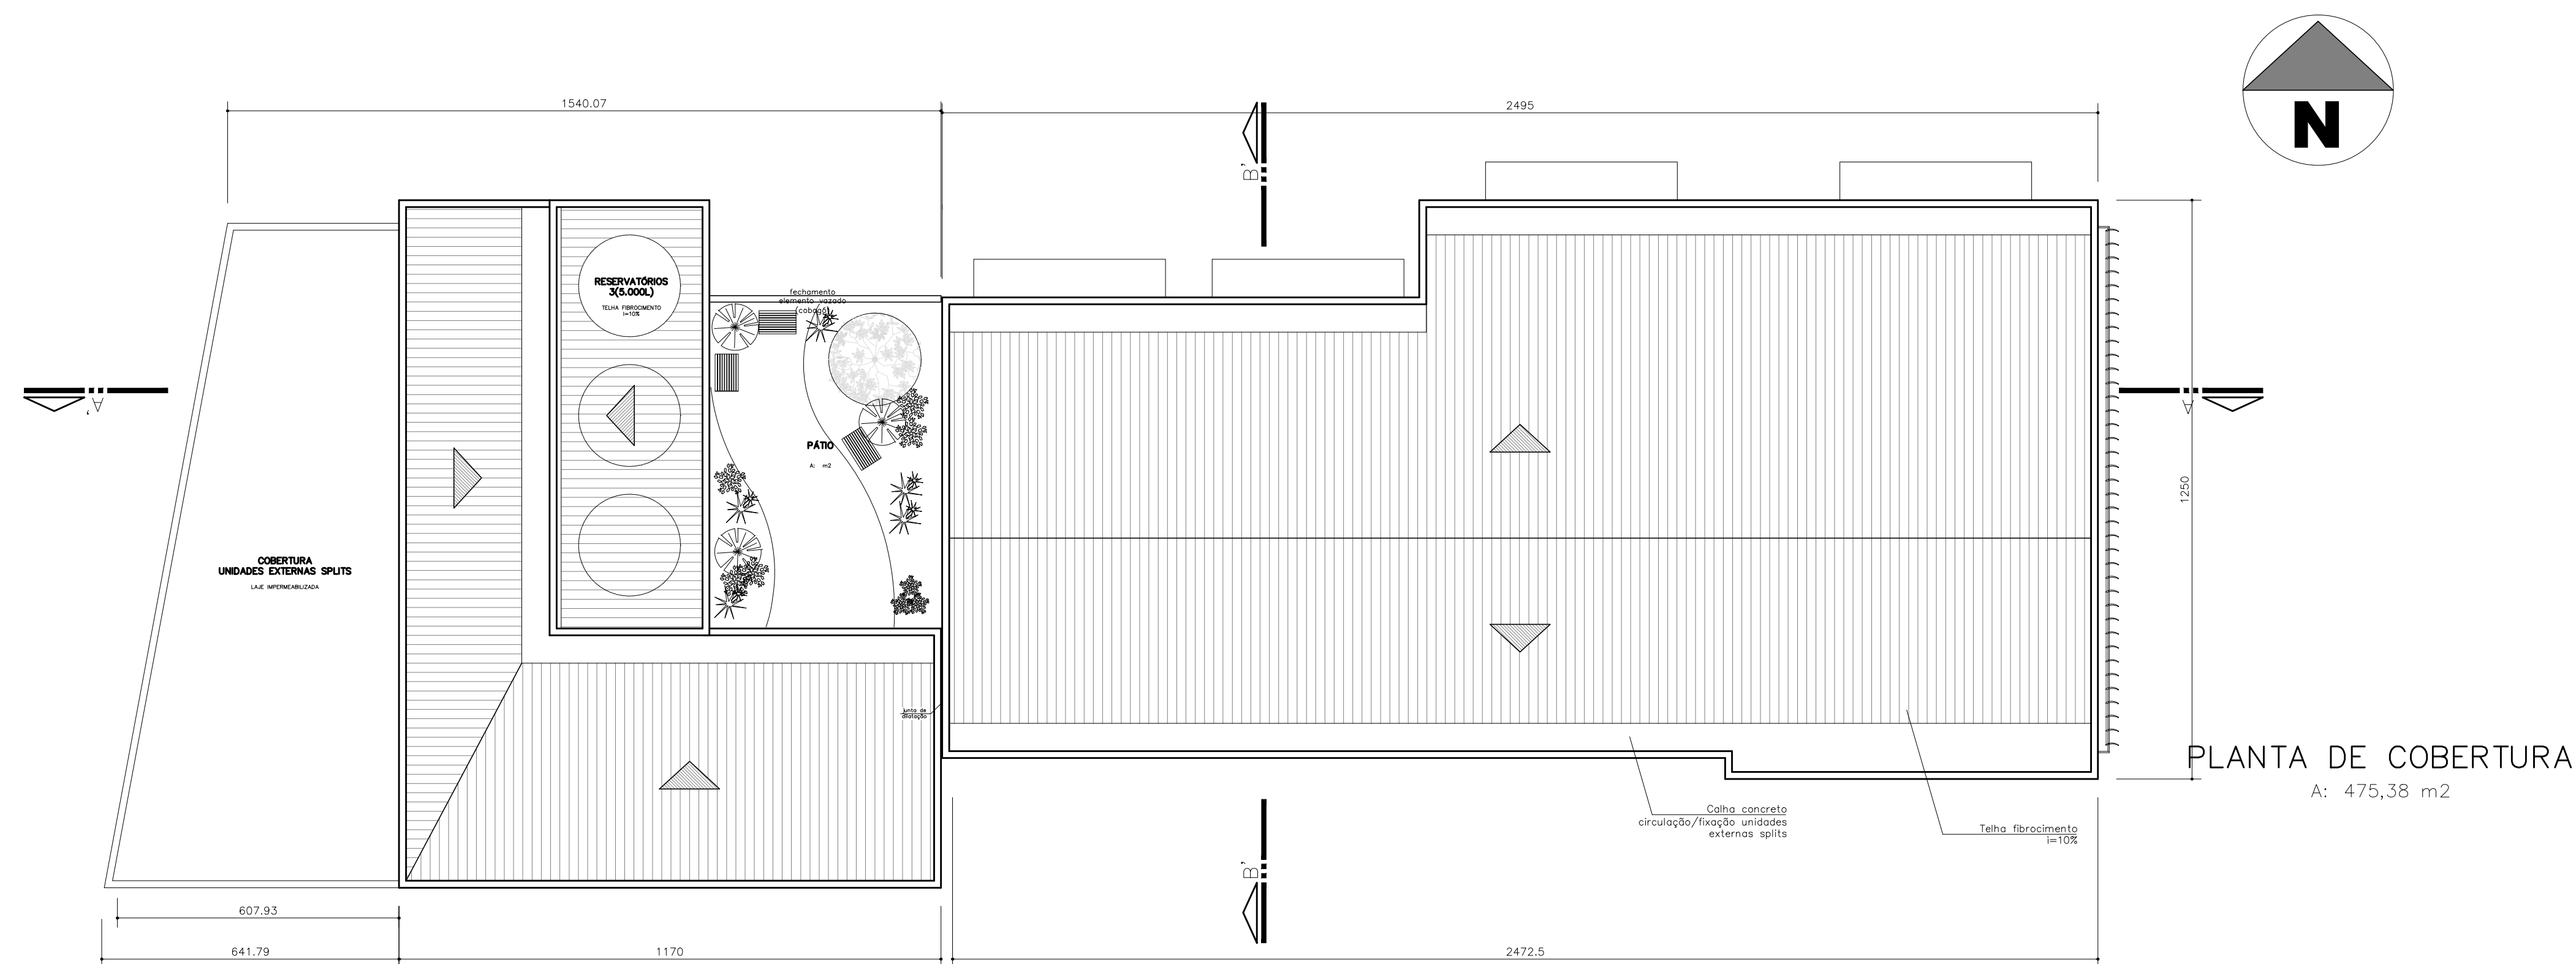 N
1540.07
2495
B'
fechamento
elemento vazado
(cobogó)
RESERVATÓRIOS
3(5.000L)
TELHA FIBROCIMENTO
i=10%
A'
A
PÁTIO
A: m2
1250
COBERTURA
UNIDADES EXTERNAS SPLITS
LAJE IMPERMEABILIZADA
junta de
dilatação
PLANTA DE COBERTURA
A: 475,38 m2
Calha concreto
circulação/fixação unidades
externas splits
Telha fibrocimento
i=10%
B'
607.93
641.79
1170
2472.5